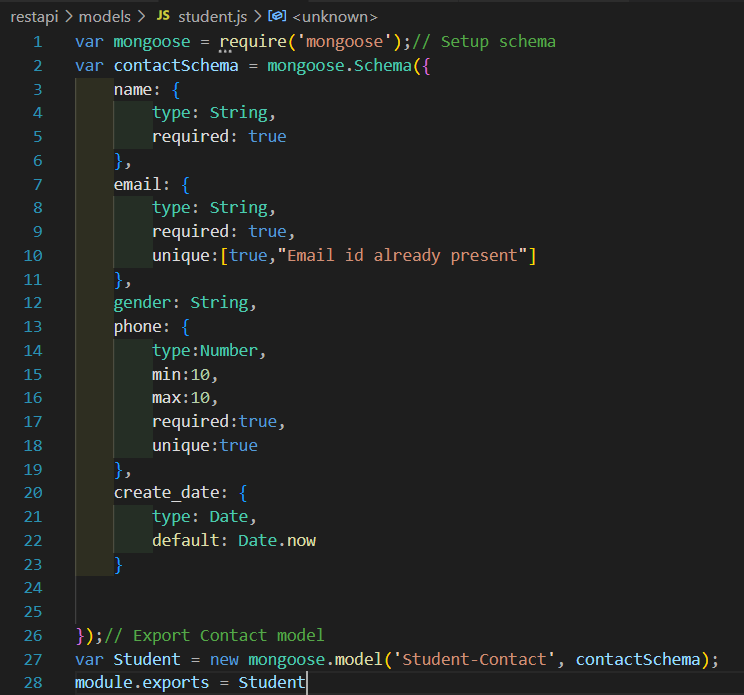 restapi > models > JS student.js > <unknown>
1 var mongoose = require('mongoose');// Setup schema
2 var contactSchema = mongoose.Schema({
3     name: {
4         type: String,
5         required: true
6     },
7     email: {
8         type: String,
9         required: true,
10         unique:[true,"Email id already present"]
11     },
12     gender: String,
13     phone: {
14         type:Number,
15         min:10,
16         max:10,
17         required:true,
18         unique:true
19     },
20     create_date: {
21         type: Date,
22         default: Date.now
23     }
24
25
26 });// Export Contact model
27 var Student = new mongoose.model('Student-Contact', contactSchema);
28 module.exports = Student